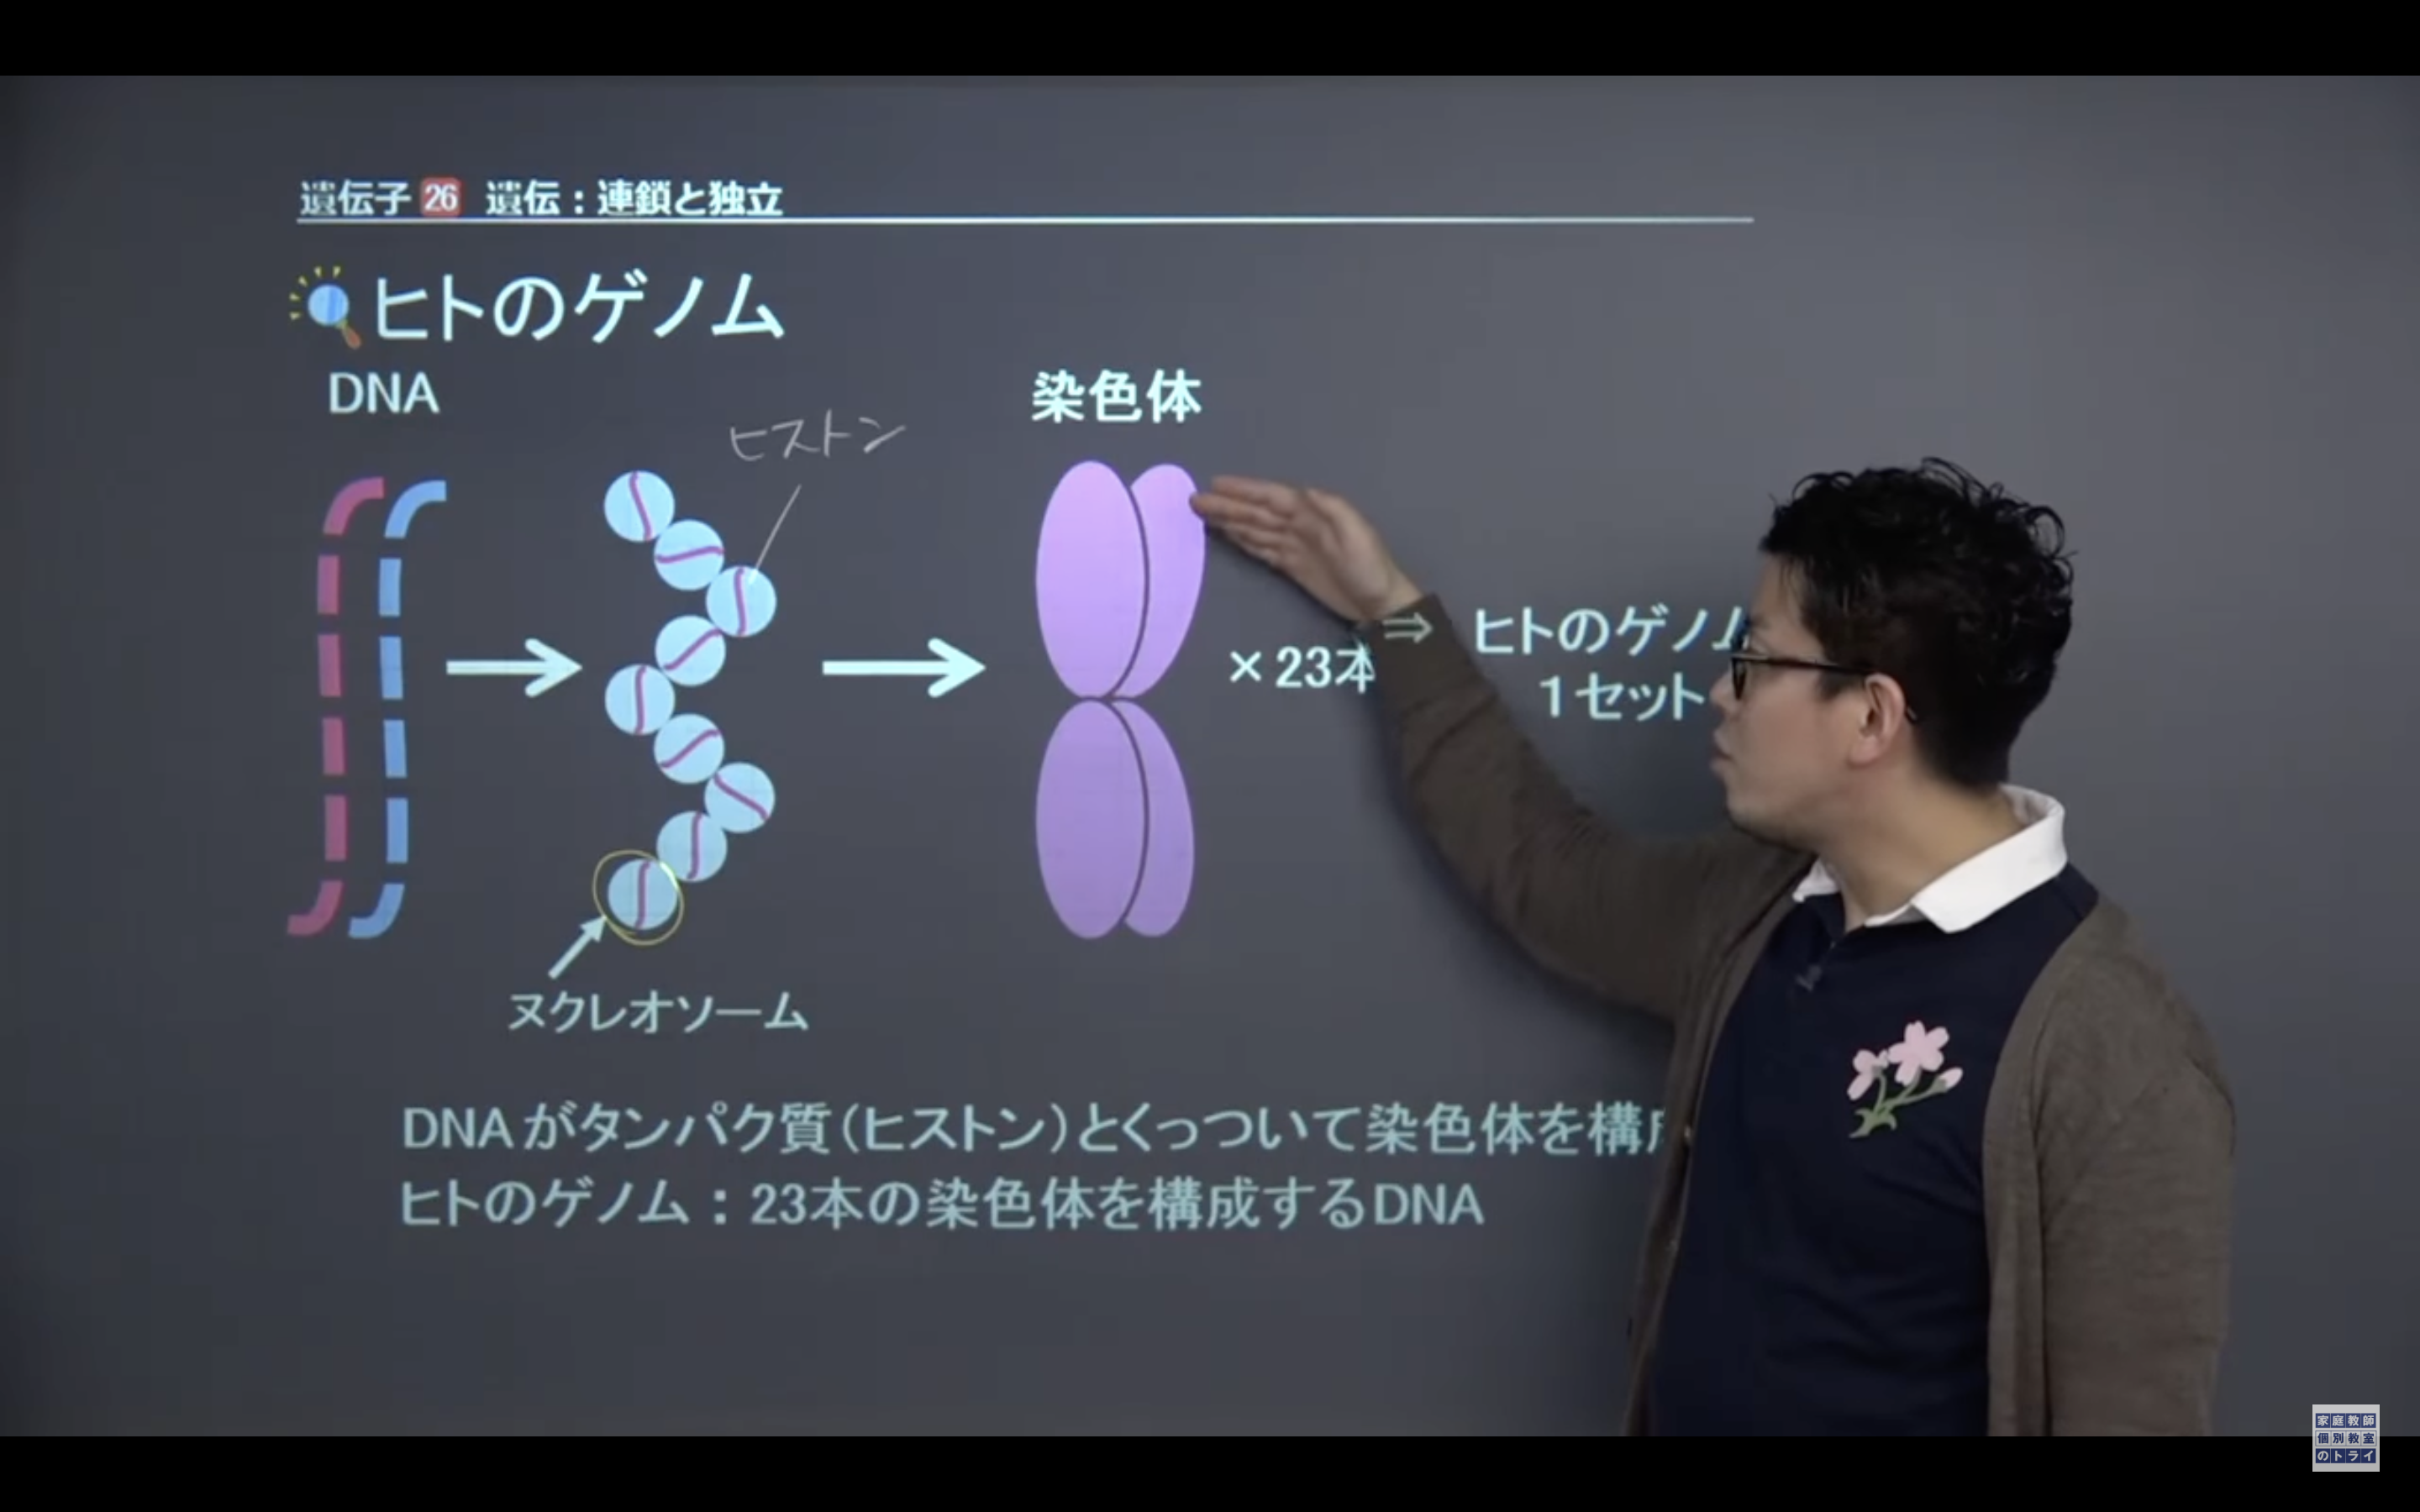 遺伝子 26 遺伝:連鎖と独立
ヒトのゲノム
DNA
ヒストン
染色体
×23本
⇒ ヒトのゲノム
1セット
ヌクレオソーム
DNAがタンパク質(ヒストン)とくっついて染色体を構
ヒトのゲノム:23本の染色体を構成するDNA
家庭教師
個別教室
のトライ